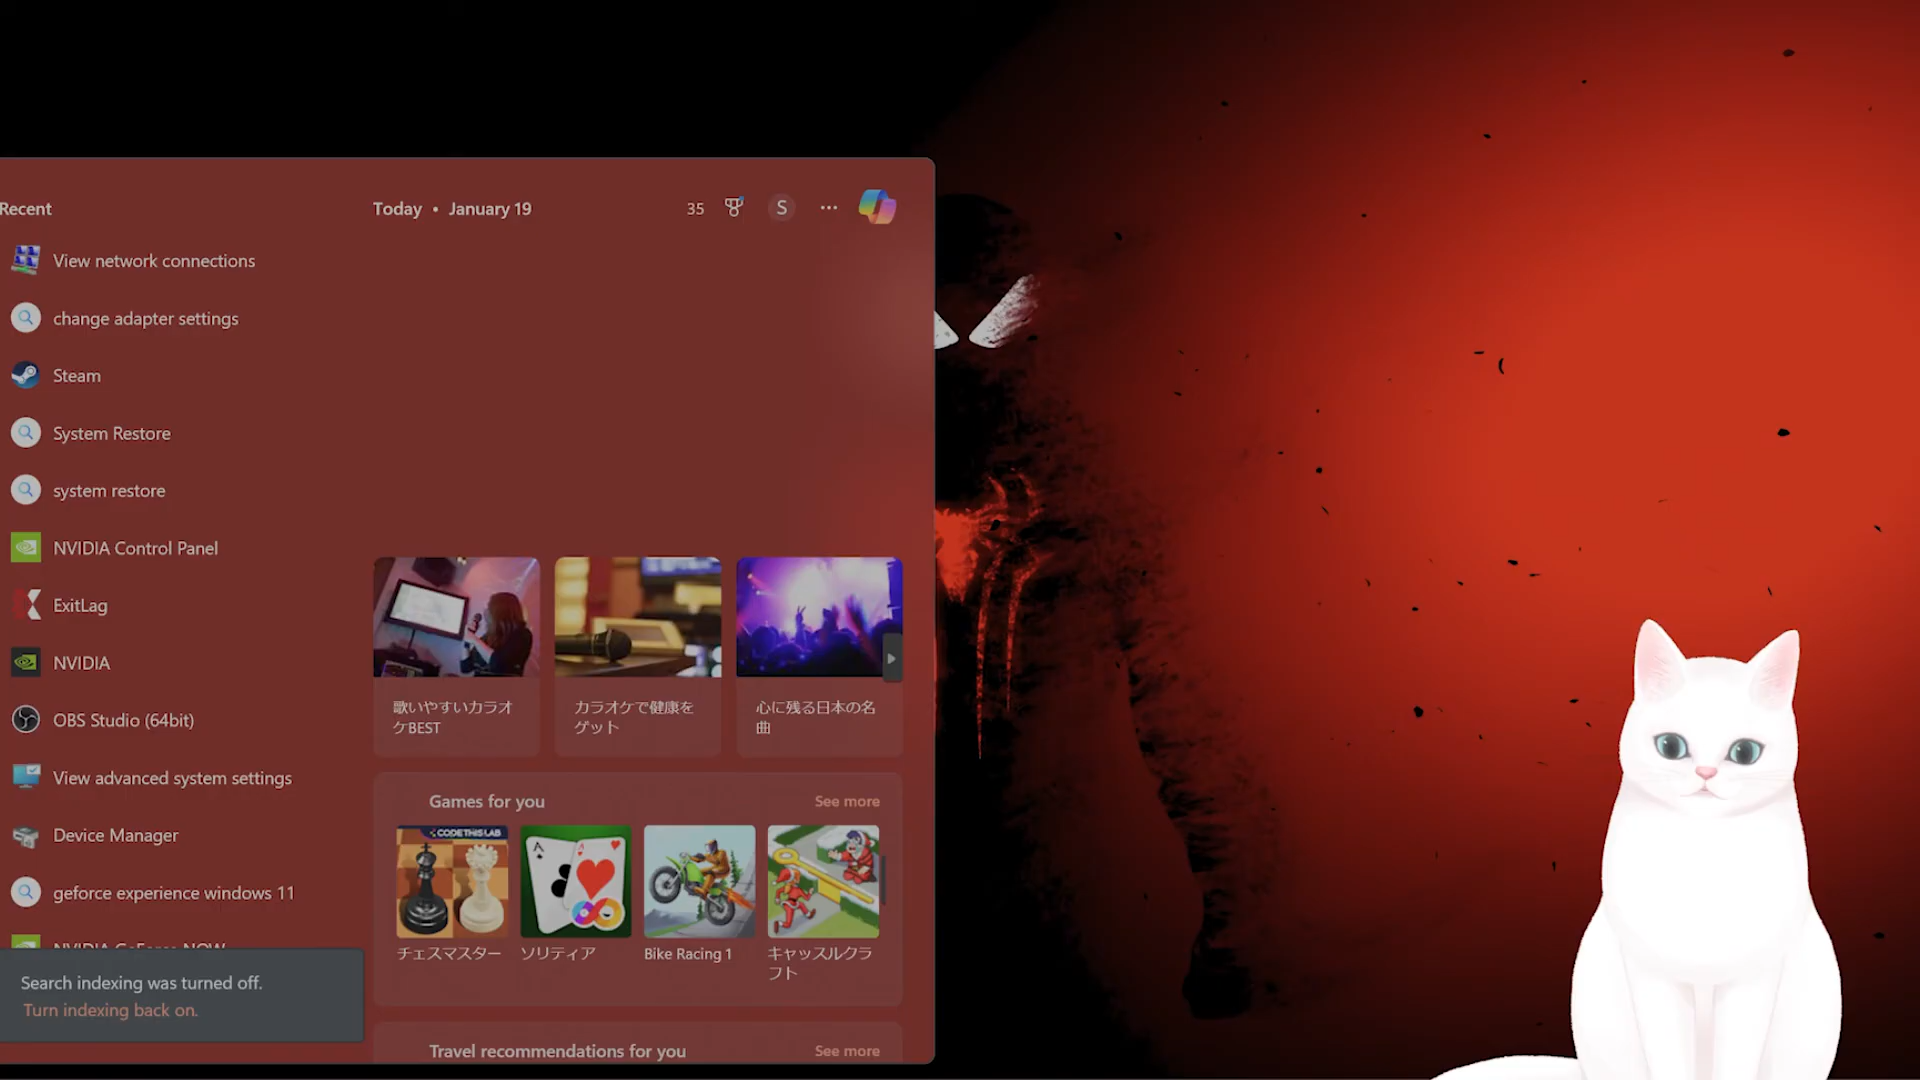 Recent
View network connections
change adapter settings
Steam
System Restore
system restore
NVIDIA Control Panel
ExitLag
NVIDIA
OBS Studio (64bit)
View advanced system settings
Device Manager
geforce experience windows 11
NVIDIA GeForce NOW
Search indexing was turned off.
Turn indexing back on.
Today • January 19
35
S
歌いやすいカラオ
ケBEST
カラオケで健康を
ゲット
心に残る日本の名
曲
Games for you
See more
CODETHISLAB
チェスマスター
ソリティア
Bike Racing 1
キャッスルクラ
フト
Travel recommendations for you
See more